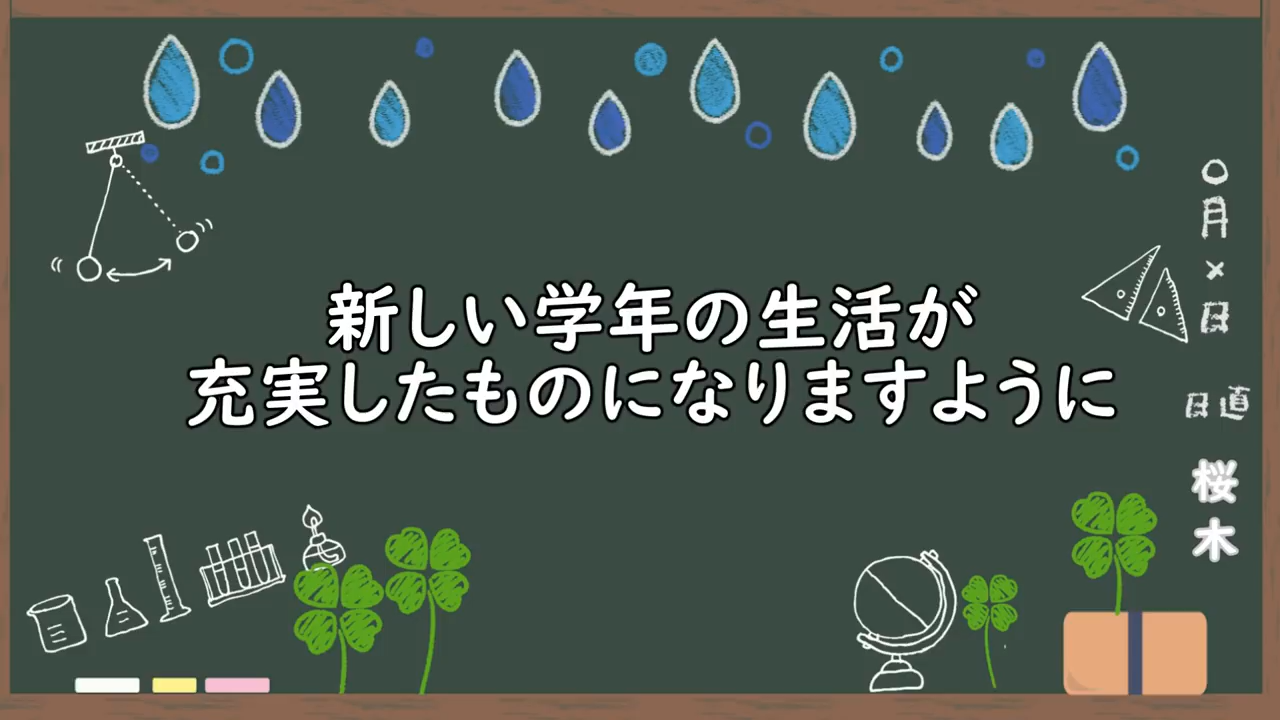 新しい学年の生活が
充実したものになりますように
〇月×日
日直
桜木